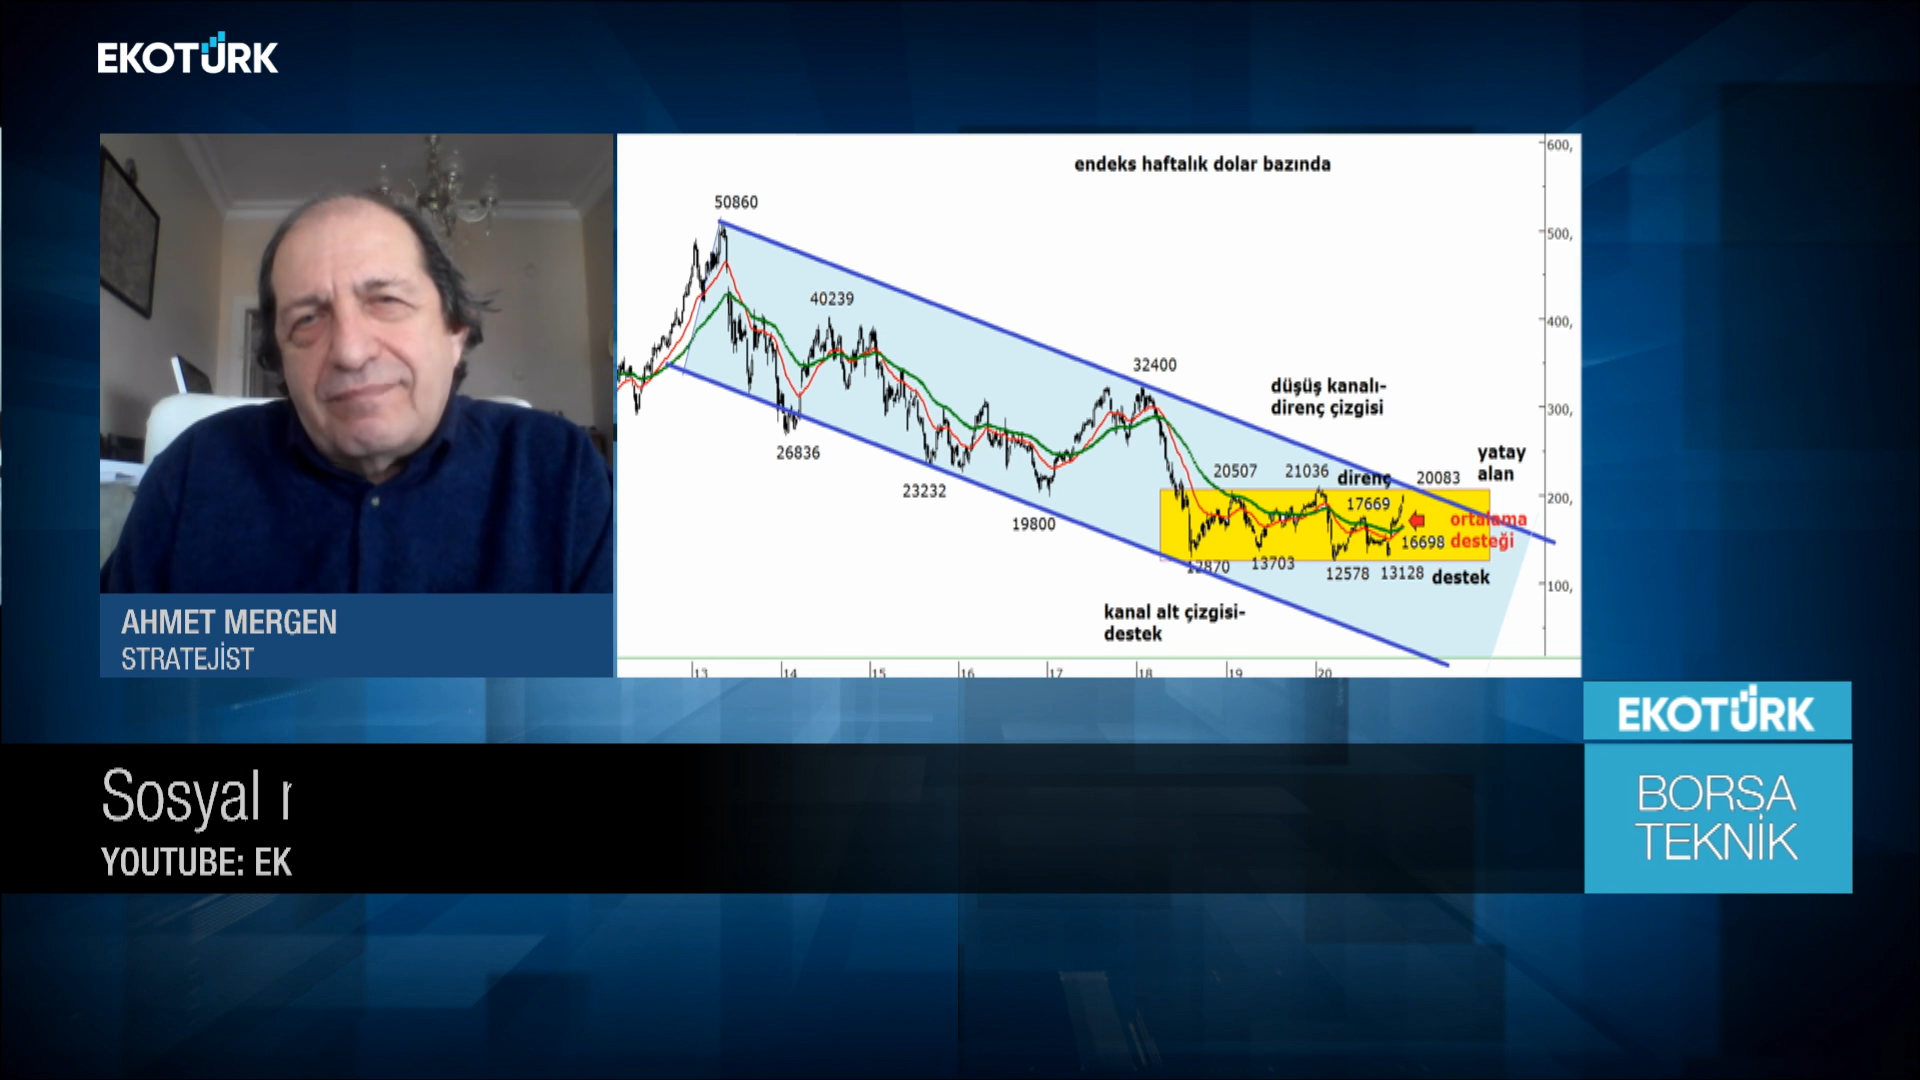 EKOTÜRK
endeks haftalık dolar bazında
50860
40239
32400
düşüş kanalı-
direnç çizgisi
yatay
alan
20507
21036
direnç
20083
17669
ortalama
desteği
16698
26836
23232
19800
12870
13703
12578
13128
destek
kanal alt çizgisi-
destek
600,
500,
400,
300,
200,
100,
13
14
15
16
17
18
19
20
AHMET MERGEN
STRATEJİST
EKOTÜRK
BORSA
TEKNİK
Sosyal
YOUTUBE: EK